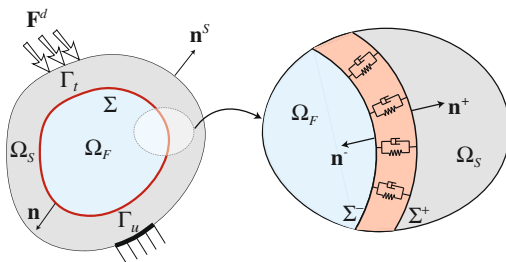 F^d
n^S
Γ_t
Σ
Ω_S
Ω_F
n
Γ_u
Ω_F
n^+
n^-
Ω_S
Σ^-
Σ^+